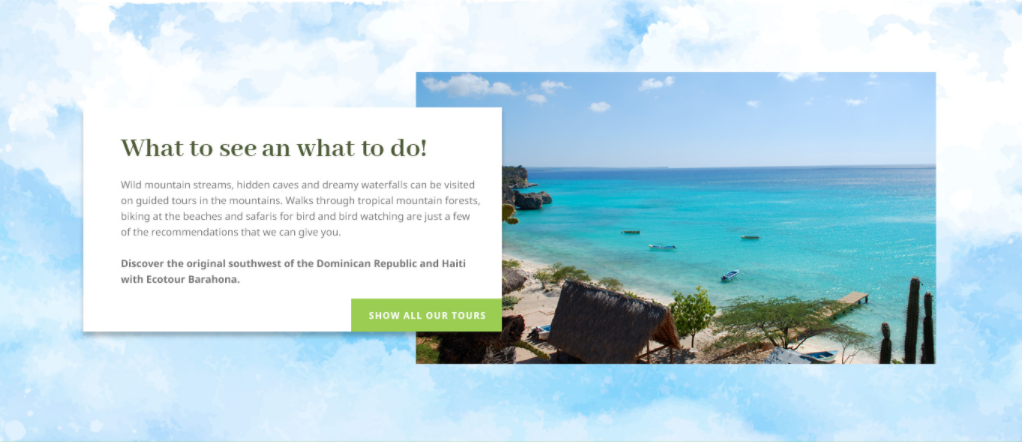 What to see an what to do!
Wild mountain streams, hidden caves and dreamy waterfalls can be visited
on guided tours in the mountains. Walks through tropical mountain forests,
biking at the beaches and safaris for bird and bird watching are just a few
of the recommendations that we can give you.
Discover the original southwest of the Dominican Republic and Haiti
with Ecotour Barahona.
SHOW ALL OUR TOURS